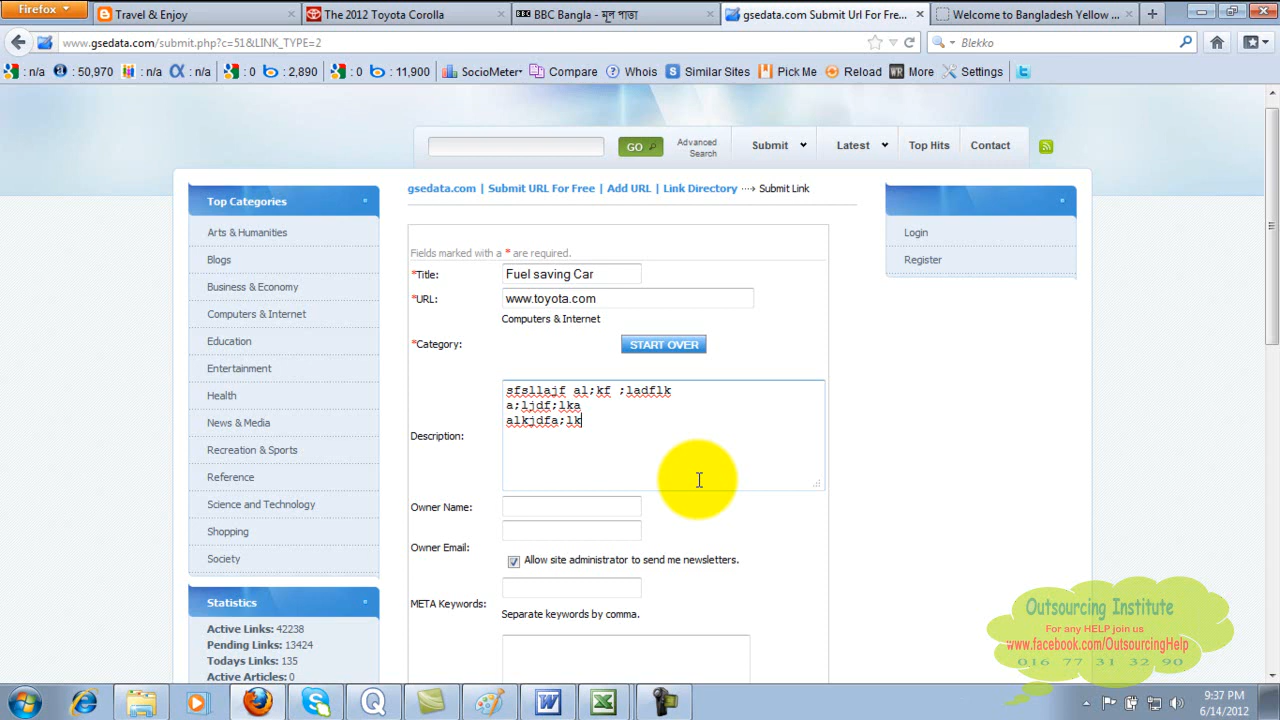 Firefox
Travel & Enjoy
The 2012 Toyota Corolla
BBC Bangla - মূল পাতা
gsedata.com Submit Url For Free...
Welcome to Bangladesh Yellow ...
www.gsedata.com/submit.php?c=51&LINK_TYPE=2
Blekko
: n/a : 50,970 : n/a : n/a : 0 : 2,890 : 0 : 11,900 SocioMeter Compare Whois Similar Sites Pick Me Reload More Settings
GO
Advanced Search
Submit Latest Top Hits Contact
gsedata.com | Submit URL For Free | Add URL | Link Directory ···→ Submit Link
Top Categories
Arts & Humanities
Blogs
Business & Economy
Computers & Internet
Education
Entertainment
Health
News & Media
Recreation & Sports
Reference
Science and Technology
Shopping
Society
Statistics
Active Links: 42238
Pending Links: 13424
Todays Links: 135
Active Articles: 0
Fields marked with a * are required.
*Title: Fuel saving Car
*URL: www.toyota.com
Computers & Internet
*Category: START OVER
Description:
sfsllajf al;kf ;ladflk
a;ljdf;lka
alkjdfa;lk
Owner Name:
Owner Email:
Allow site administrator to send me newsletters.
META Keywords:
Separate keywords by comma.
Login
Register
Outsourcing Institute
For any HELP join us
www.facebook.com/OutsourcingHelp
016 77 31 32 90
9:37 PM
6/14/2012